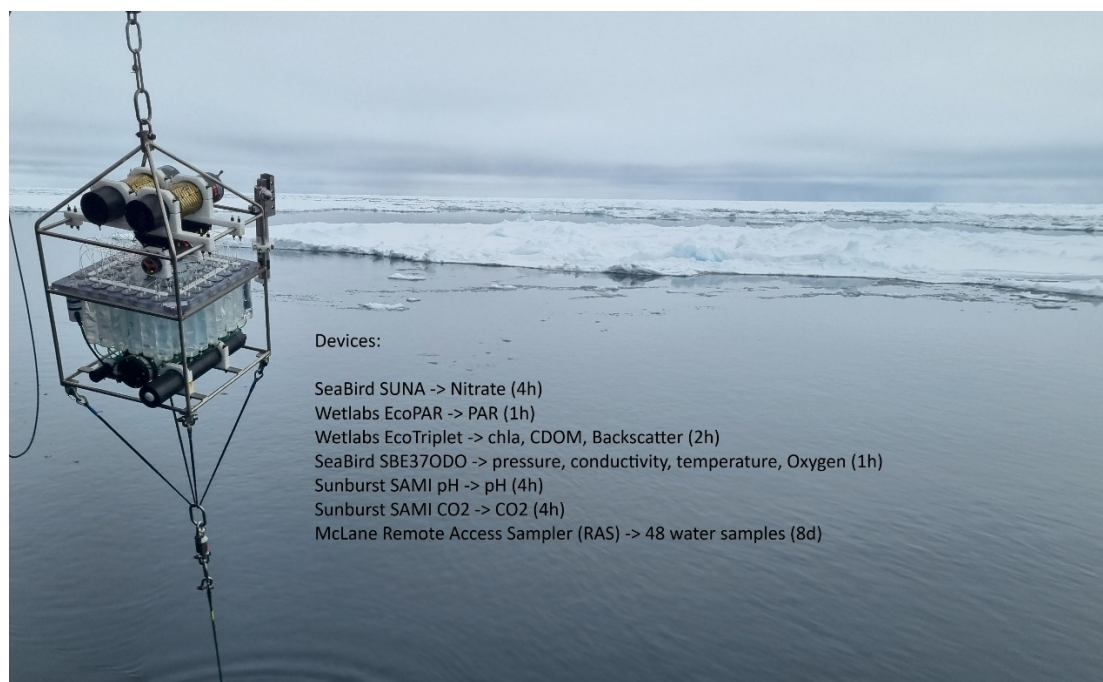 Devices:
SeaBird SUNA -> Nitrate (4h)
Wetlabs EcoPAR -> PAR (1h)
Wetlabs EcoTriplet -> chla, CDOM, Backscatter (2h)
SeaBird SBE37ODO -> pressure, conductivity, temperature, Oxygen (1h)
Sunburst SAMI pH -> pH (4h)
Sunburst SAMI CO2 -> CO2 (4h)
McLane Remote Access Sampler (RAS) -> 48 water samples (8d)